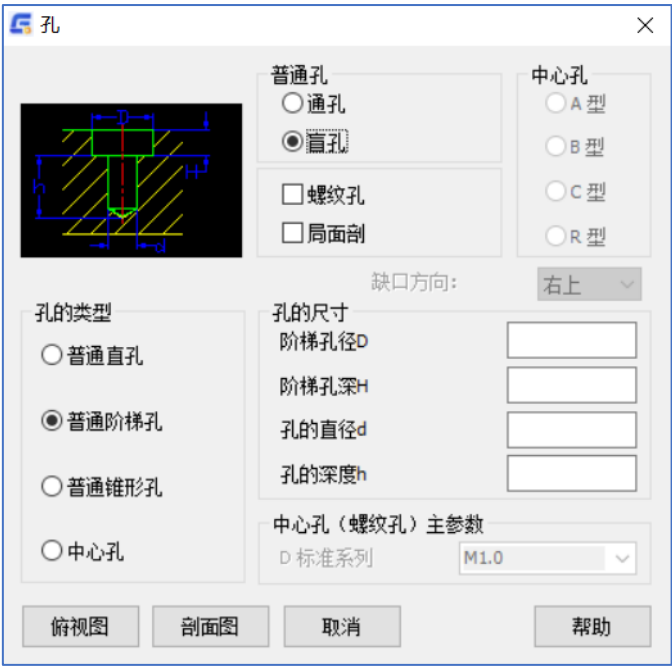 孔
普通孔
中心孔
通孔
盲孔
A 型
B 型
C 型
R 型
D
H
h
d
螺纹孔
局面剖
缺口方向：
右上
孔的类型
普通直孔
普通阶梯孔
普通锥形孔
中心孔
孔的尺寸
阶梯孔径D
阶梯孔深H
孔的直径d
孔的深度h
中心孔（螺纹孔）主参数
D 标准系列
M1.0
俯视图
剖面图
取消
帮助